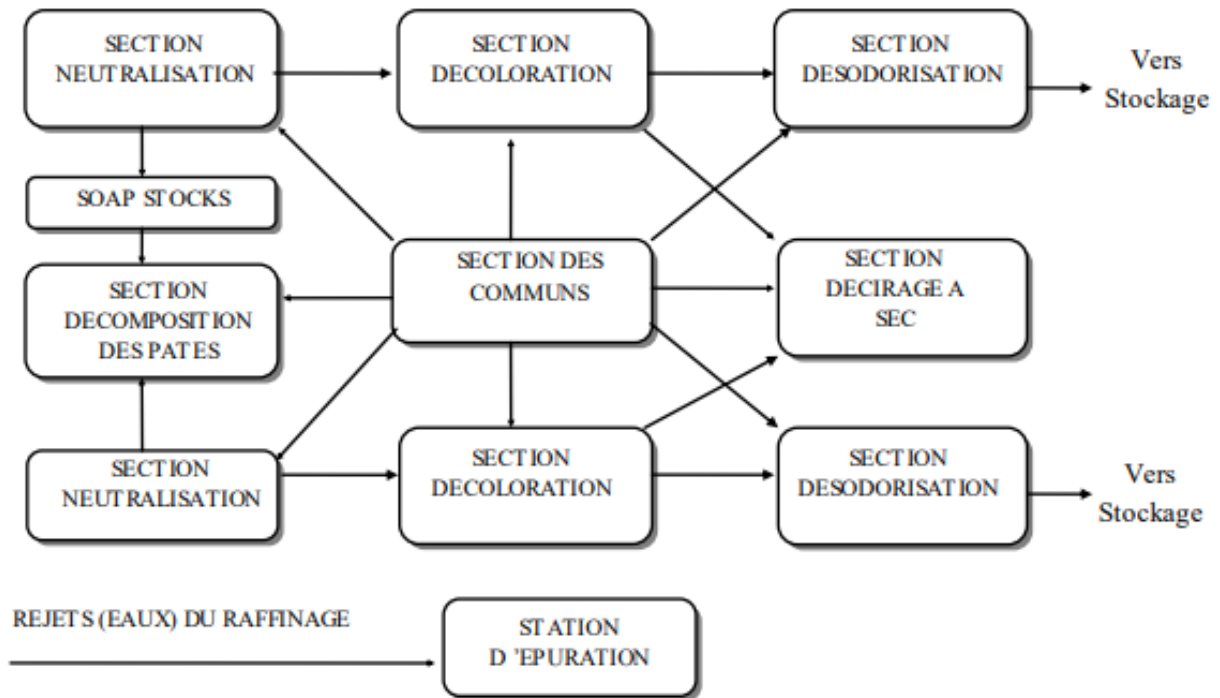 SECTION
NEUTRALISATION
SECTION
DECOLORATION
SECTION
DESODORISATION
Vers
Stockage
SOAP STOCKS
SECTION
DECOMPOSITION
DES PATES
SECTION DES
COMMUNS
SECTION
DECIRAGE A
SEC
SECTION
NEUTRALISATION
SECTION
DECOLORATION
SECTION
DESODORISATION
Vers
Stockage
REJETS (EAUX) DU RAFFINAGE
STATION
D 'EPURATION